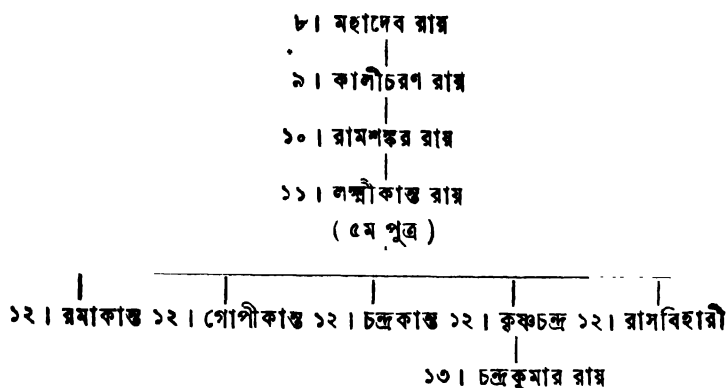 ৮। মহাদেব রায়
৯। কালীচরণ রায়
১০। রামশঙ্কর রায়
১১। লক্ষ্মীকান্ত রায়
( ৫ম পুত্র )
১২। রমাকান্ত ১২। গোপীকান্ত ১২। চন্দ্রকান্ত ১২। কৃষ্ণচন্দ্র ১২। রাসবিহারী
১৩। চন্দ্রকুমার রায়